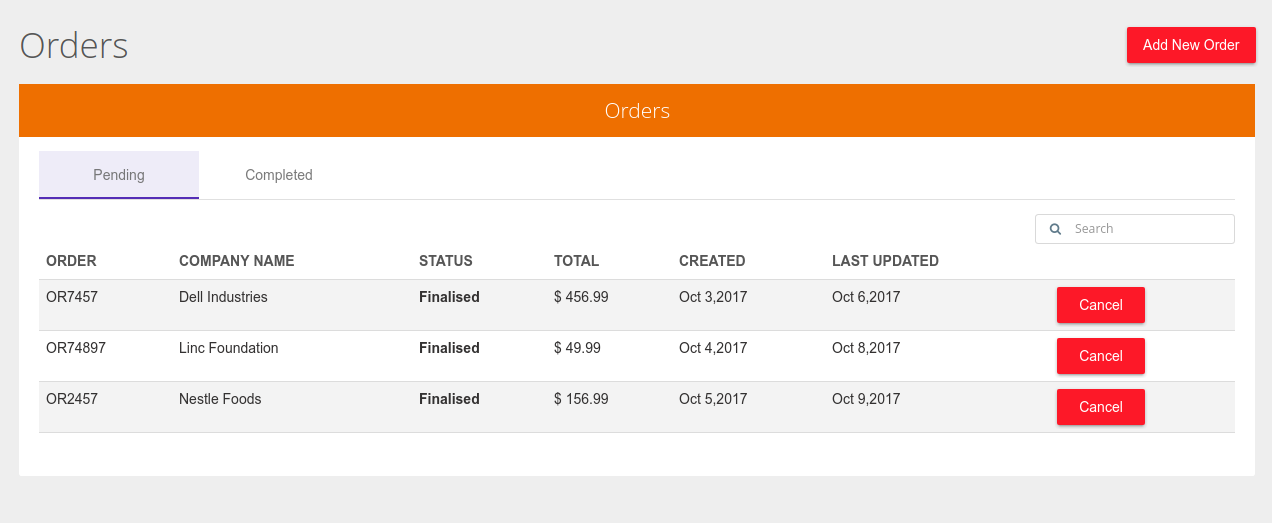 Orders
Add New Order
Orders
Pending Completed
Search
ORDER COMPANY NAME STATUS TOTAL CREATED LAST UPDATED
OR7457 Dell Industries Finalised $ 456.99 Oct 3,2017 Oct 6,2017 Cancel
OR74897 Linc Foundation Finalised $ 49.99 Oct 4,2017 Oct 8,2017 Cancel
OR2457 Nestle Foods Finalised $ 156.99 Oct 5,2017 Oct 9,2017 Cancel